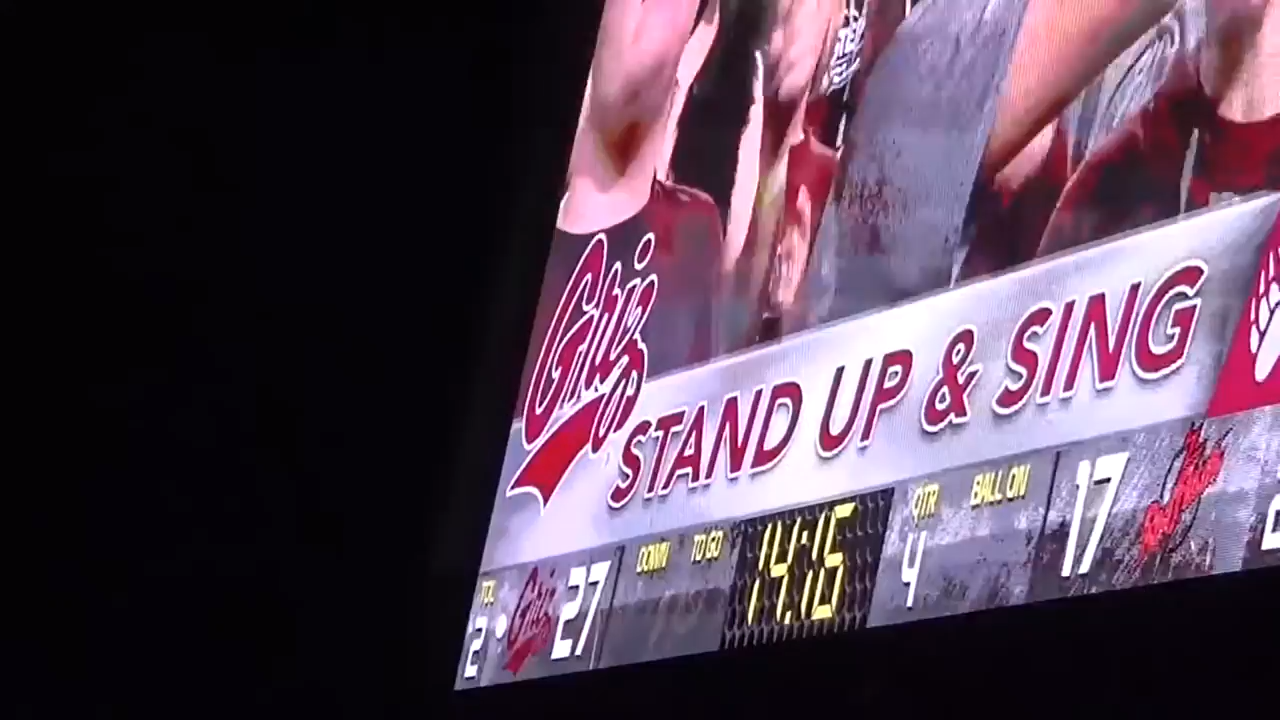 Griz
STAND UP & SING
TOL
2
Griz
27
DOWN
TO GO
14:16
QTR
4
BALL ON
17